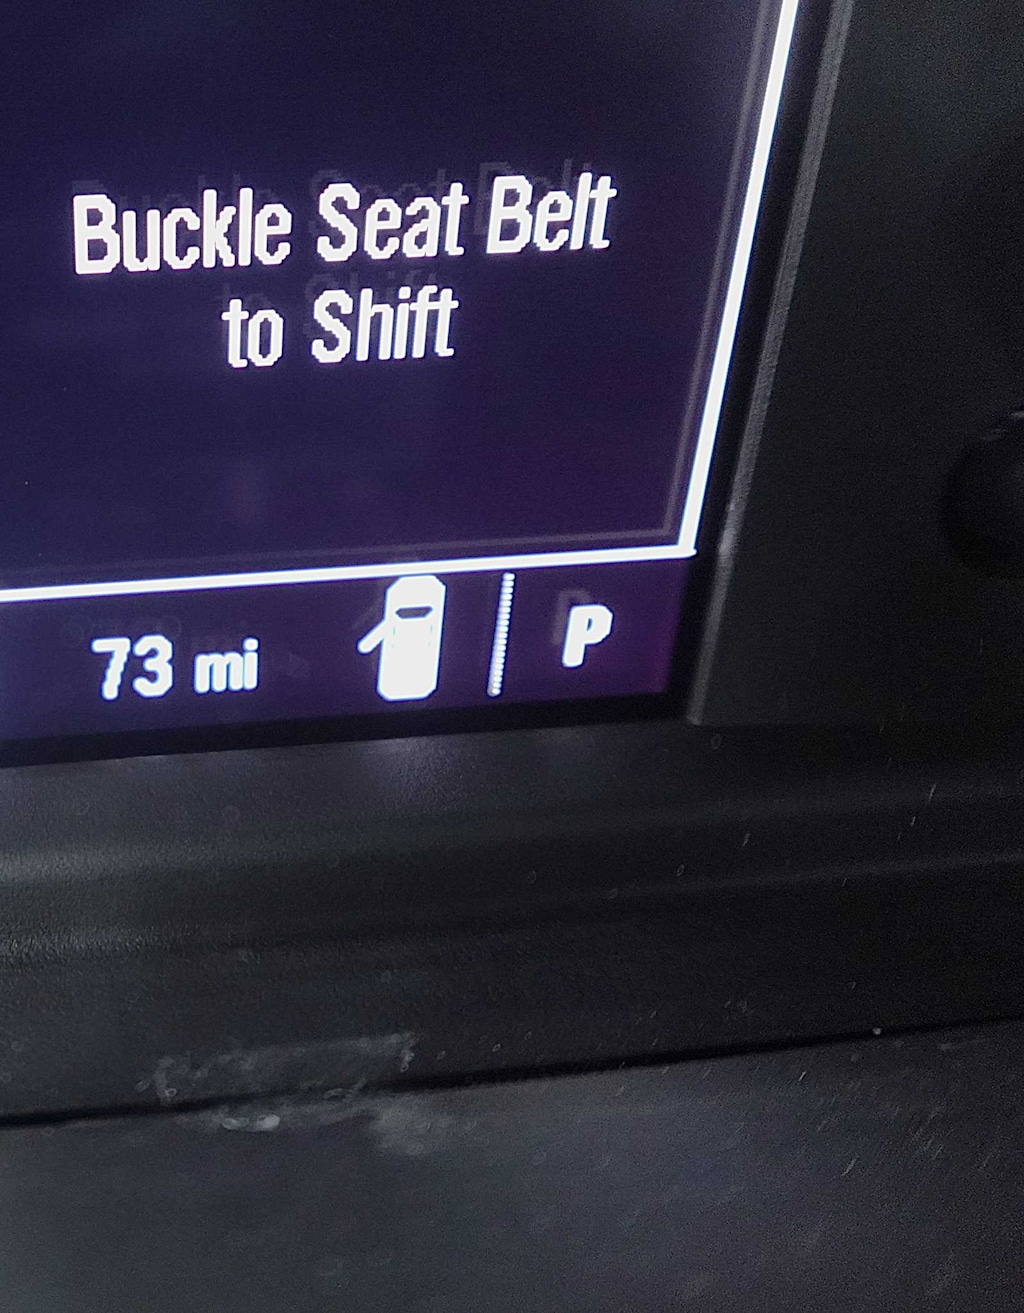 Buckle Seat Belt
to Shift
73 mi P